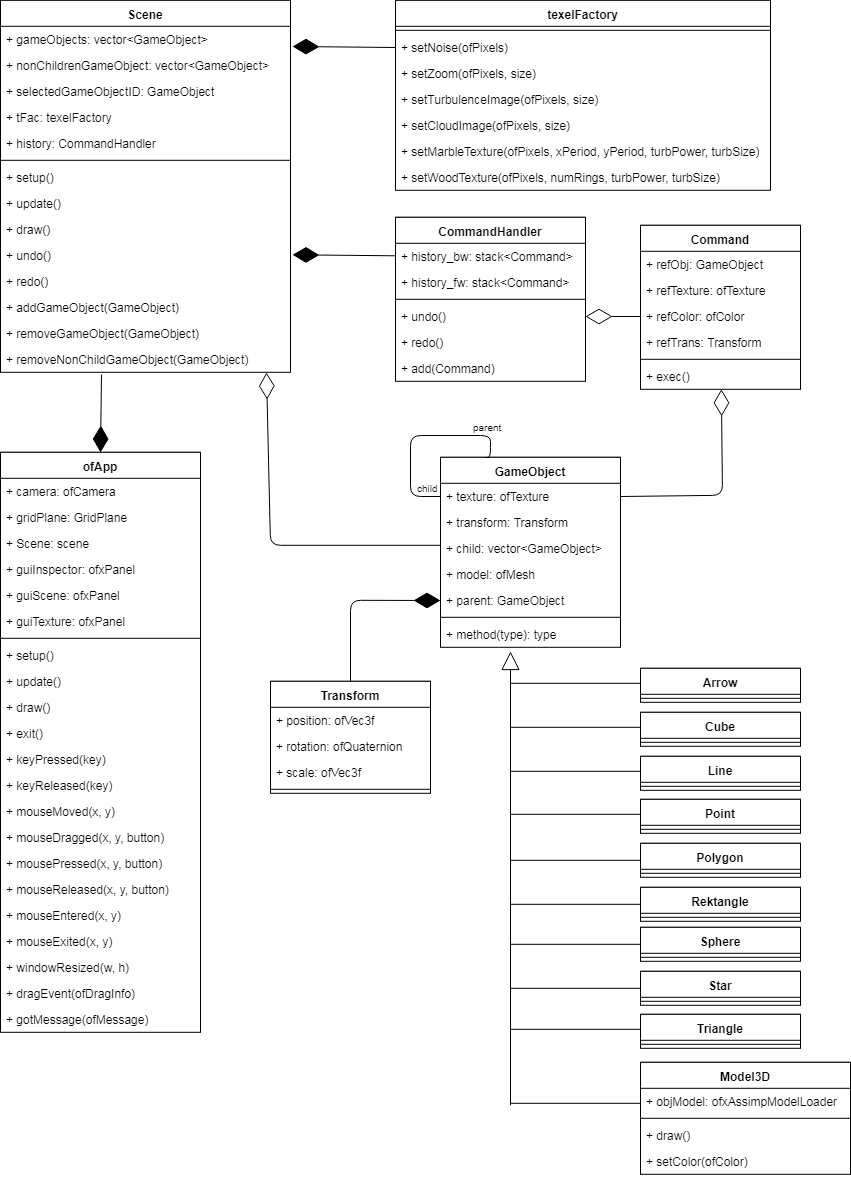 Scene
+ gameObjects: vector<GameObject>
+ nonChildrenGameObject: vector<GameObject>
+ selectedGameObjectID: GameObject
+ tFac: texelFactory
+ history: CommandHandler
+ setup()
+ update()
+ draw()
+ undo()
+ redo()
+ addGameObject(GameObject)
+ removeGameObject(GameObject)
+ removeNonChildGameObject(GameObject)
texelFactory
+ setNoise(ofPixels)
+ setZoom(ofPixels, size)
+ setTurbulenceImage(ofPixels, size)
+ setCloudImage(ofPixels, size)
+ setMarbleTexture(ofPixels, xPeriod, yPeriod, turbPower, turbSize)
+ setWoodTexture(ofPixels, numRings, turbPower, turbSize)
CommandHandler
+ history_bw: stack<Command>
+ history_fw: stack<Command>
+ undo()
+ redo()
+ add(Command)
Command
+ refObj: GameObject
+ refTexture: ofTexture
+ refColor: ofColor
+ refTrans: Transform
+ exec()
ofApp
+ camera: ofCamera
+ gridPlane: GridPlane
+ Scene: scene
+ guiInspector: ofxPanel
+ guiScene: ofxPanel
+ guiTexture: ofxPanel
+ setup()
+ update()
+ draw()
+ exit()
+ keyPressed(key)
+ keyReleased(key)
+ mouseMoved(x, y)
+ mouseDragged(x, y, button)
+ mousePressed(x, y, button)
+ mouseReleased(x, y, button)
+ mouseEntered(x, y)
+ mouseExited(x, y)
+ windowResized(w, h)
+ dragEvent(ofDragInfo)
+ gotMessage(ofMessage)
parent
child
GameObject
+ texture: ofTexture
+ transform: Transform
+ child: vector<GameObject>
+ model: ofMesh
+ parent: GameObject
+ method(type): type
Transform
+ position: ofVec3f
+ rotation: ofQuaternion
+ scale: ofVec3f
Arrow
Cube
Line
Point
Polygon
Rektangle
Sphere
Star
Triangle
Model3D
+ objModel: ofxAssimpModelLoader
+ draw()
+ setColor(ofColor)